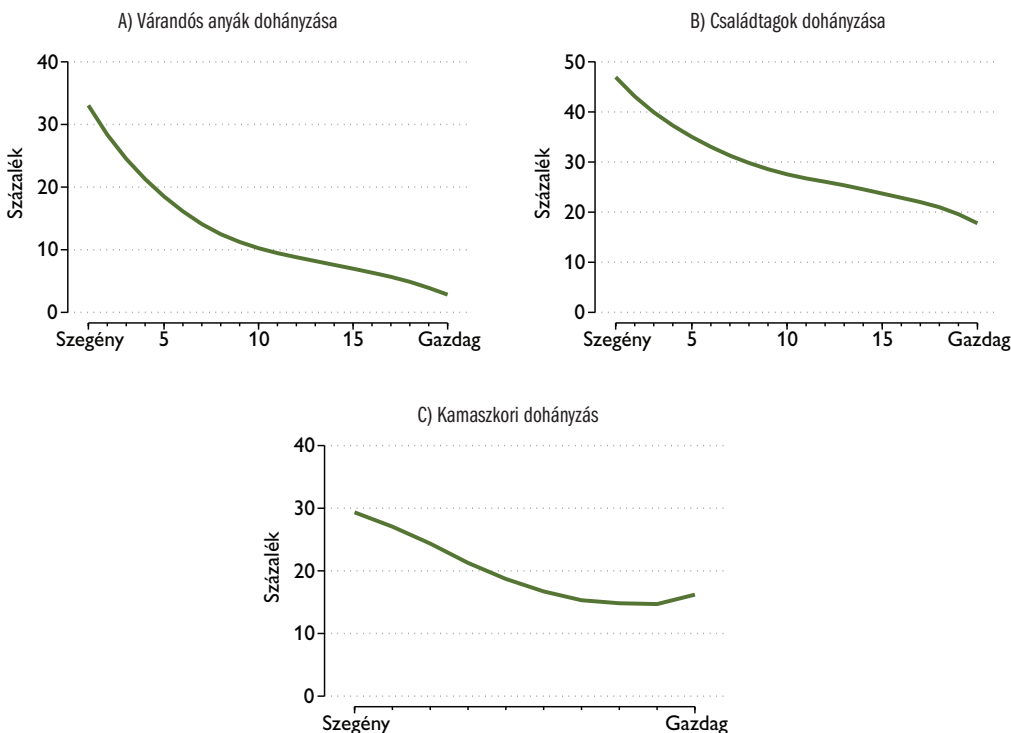 A) Várandós anyák dohányzása
40
30
20
10
0
Százalék
Szegény 5 10 15 Gazdag
B) Családtagok dohányzása
50
40
30
20
10
0
Százalék
Szegény 5 10 15 Gazdag
C) Kamaszkori dohányzás
40
30
20
10
0
Százalék
Szegény Gazdag